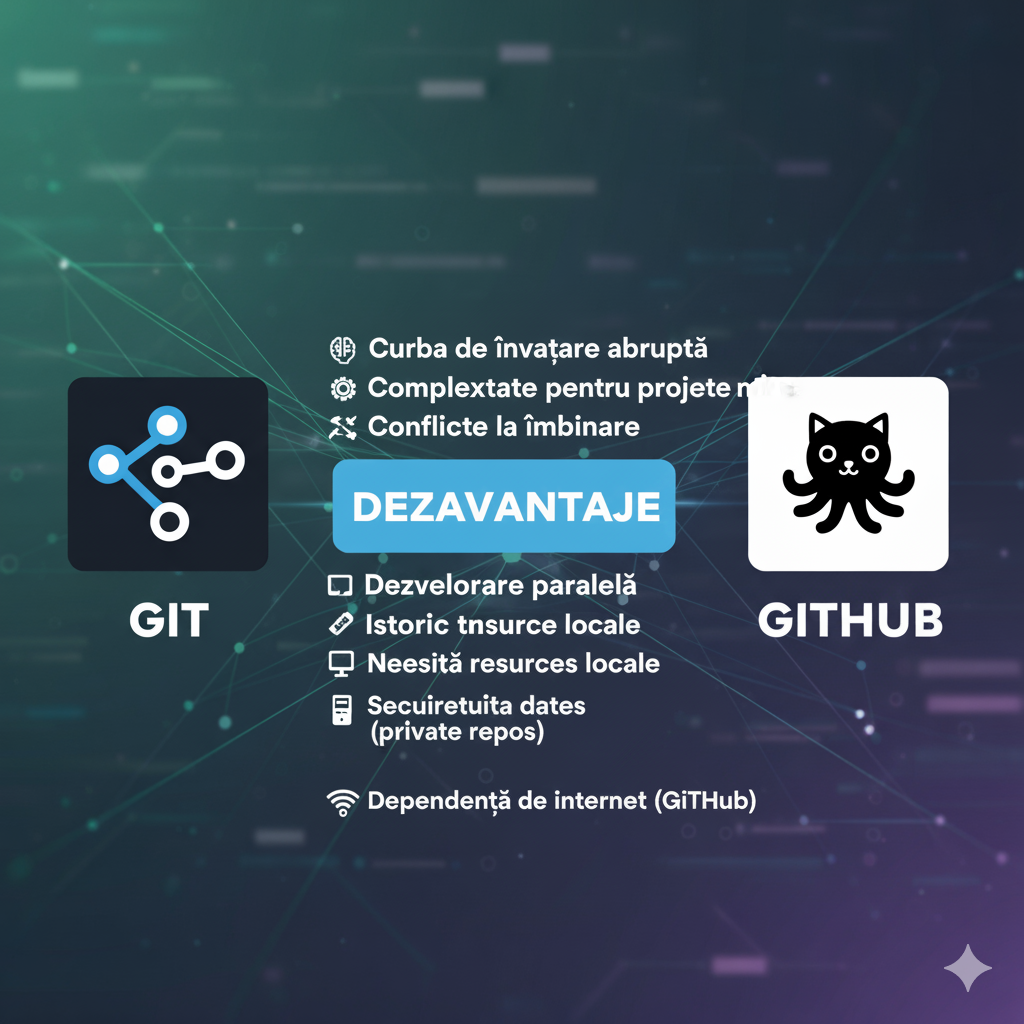 Curba de învațare abruptă
Complextate pentru projete
Conflicte la îmbinare
DEZAVANTAJE
GIT
GITHUB
Dezvelorare paralelă
Istoric tnsurce locale
Neesită resurces locale
Secuiretuita dates
(private repos)
Dependență de internet (GiTHub)